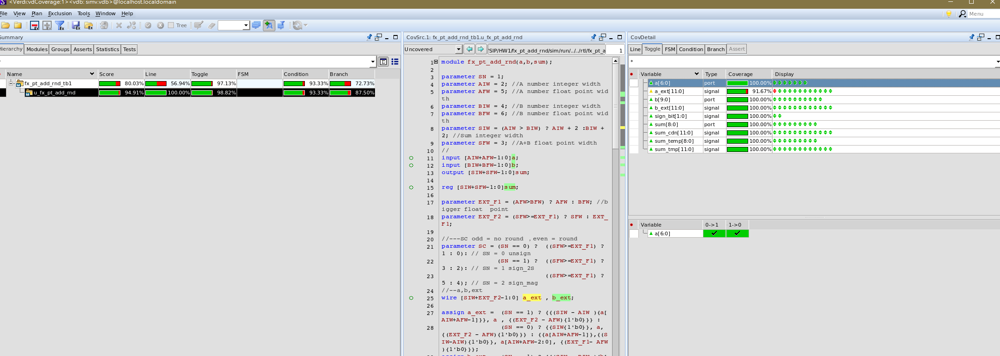 <Verdi:vdCoverage:1><vdb: simv.vdb>@localhost.localdomain
File View Plan Exclusion Tools Window Help
Menu
Ex Ex Ex Ex Ex Tree
Summary
Hierarchy Modules Groups Asserts Statistics Tests
*
Name Score Line Toggle FSM Condition Branch
fx_pt_add_rnd_tb1 80.03% 56.94% 97.13% 93.33% 72.73%
u_fx_pt_add_rnd 94.91% 100.00% 98.82% 93.33% 87.50%
CovSrc.1: fx_pt_add_rnd_tb1.u_fx_pt_add_rnd
Uncovered 'SIP/HW1/fx_pt_add_rnd/sim/run/../../rtl/fx_pt_a 1
1 module fx_pt_add_rnd(a,b,sum);
2
3 parameter SN = 1;
4 parameter AIW = 2; //A number integer width
5 parameter AFW = 5; //A number float point wid
th
6 parameter BIW = 4; //B number integer width
7 parameter BFW = 6; //B number float point wid
th
8 parameter SIW = (AIW > BIW) ? AIW + 2 :BIW +
2; //Sum integer width
9 parameter SFW = 3; //A+B float point width
10 //
11 input [AIW+AFW-1:0]a;
12 input [BIW+BFW-1:0]b;
13 output [SIW+SFW-1:0]sum;
14
15 reg [SIW+SFW-1:0]sum;
16
17 parameter EXT_F1 = (AFW>BFW) ? AFW : BFW; //b
igger float  point
18 parameter EXT_F2 = (SFW>=EXT_F1) ? SFW : EXT_
F1;
19
20 //---SC odd = no round ，even = round
21 parameter SC = (SN == 0) ?  ((SFW>=EXT_F1) ?
1 : 0): // SN = 0 unsign
22 (SN == 1) ?  ((SFW>=EXT_F1) ?
3 : 2): // SN = 1 sign_2S
23 ((SFW>=EXT_F1) ?
5 : 4); // SN = 2 sign_mag
24 //--a,b,ext
25 wire [SIW+EXT_F2-1:0] a_ext , b_ext;
26
27 assign a_ext =  (SN == 1) ? {{(SIW - AIW ){a[
AIW+AFW-1]}}, a , {(EXT_F2 - AFW){1'b0}}} :
28 (SN == 0) ? {{SIW{1'b0}}, a,
{(EXT_F2 - AFW){1'b0}}} : {{a[AIW+AFW-1]},{(S
IW-AIW){1'b0}}, a[AIW+AFW-2:0], {(EXT_F1- AFW
){1'b0}}};
CovDetail
Line Toggle FSM Condition Branch Assert
*
Variable Type Coverage Display
a[6:0] port 100.00%
a_ext[11:0] signal 91.67%
b[9:0] port 100.00%
b_ext[11:0] signal 100.00%
sign_bit[1:0] signal 100.00%
sum[8:0] port 100.00%
sum_cdn[11:0] signal 100.00%
sum_temp[8:0] signal 100.00%
sum_tmp[11:0] signal 100.00%
Variable 0->1 1->0
a[6:0]